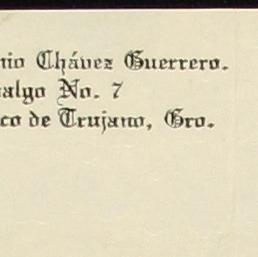 nio Chávez Guerrero.
algo No. 7
co de Trujano, Gro.